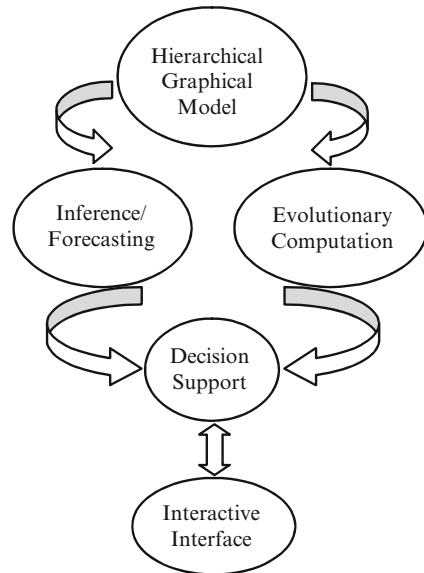 Hierarchical
Graphical
Model
Inference/
Forecasting
Evolutionary
Computation
Decision
Support
Interactive
Interface